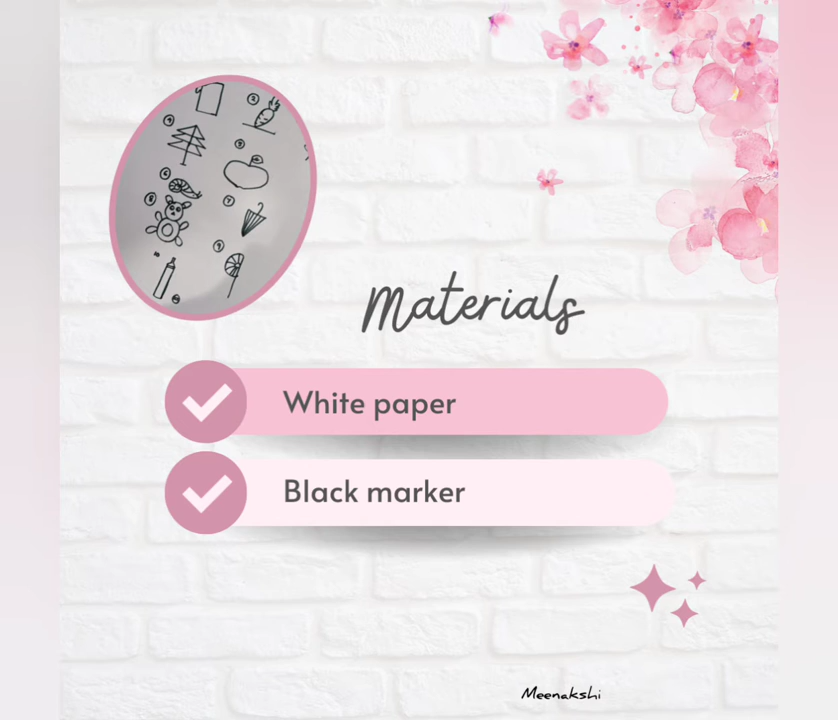 Materials
White paper
Black marker
Meenakshi